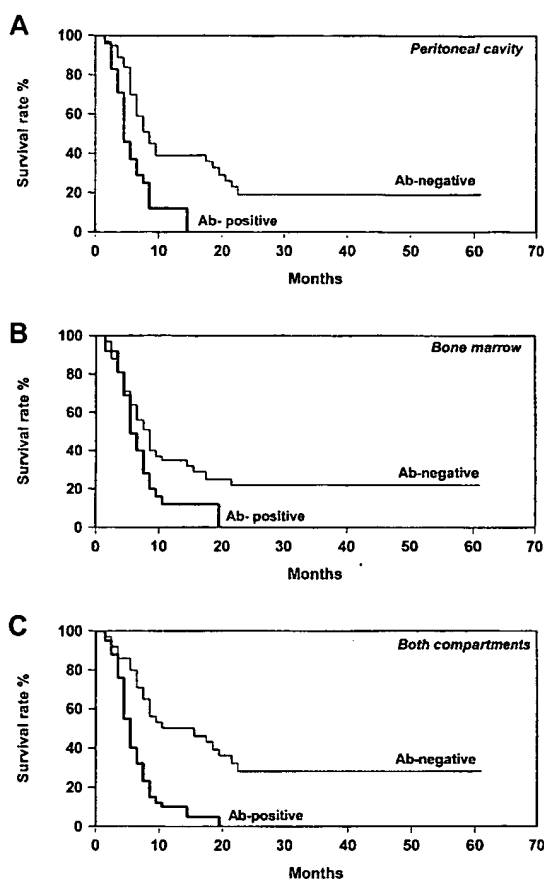 A
Peritoneal cavity
Survival rate %
100
80
60
40
20
0
Ab-negative
Ab- positive
0 10 20 30 40 50 60 70
Months
B
Bone marrow
Survival rate %
100
80
60
40
20
0
Ab-negative
Ab- positive
0 10 20 30 40 50 60 70
Months
C
Both compartments
Survival rate %
100
80
60
40
20
0
Ab-negative
Ab-positive
0 10 20 30 40 50 60 70
Months